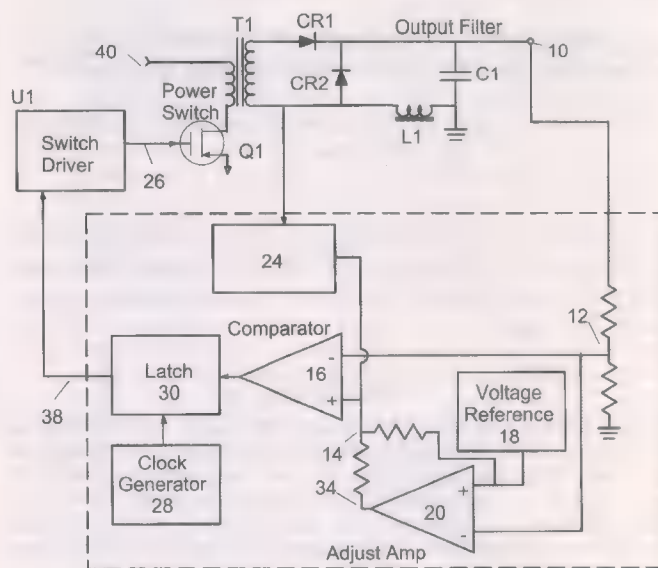 T1
CR1
Output Filter
10
40
CR2
C1
U1
Power
Switch
L1
Switch
Driver
Q1
26
24
Comparator
12
16
-
+
Latch
30
Voltage
Reference
18
38
14
Clock
Generator
28
34
+
20
-
Adjust Amp